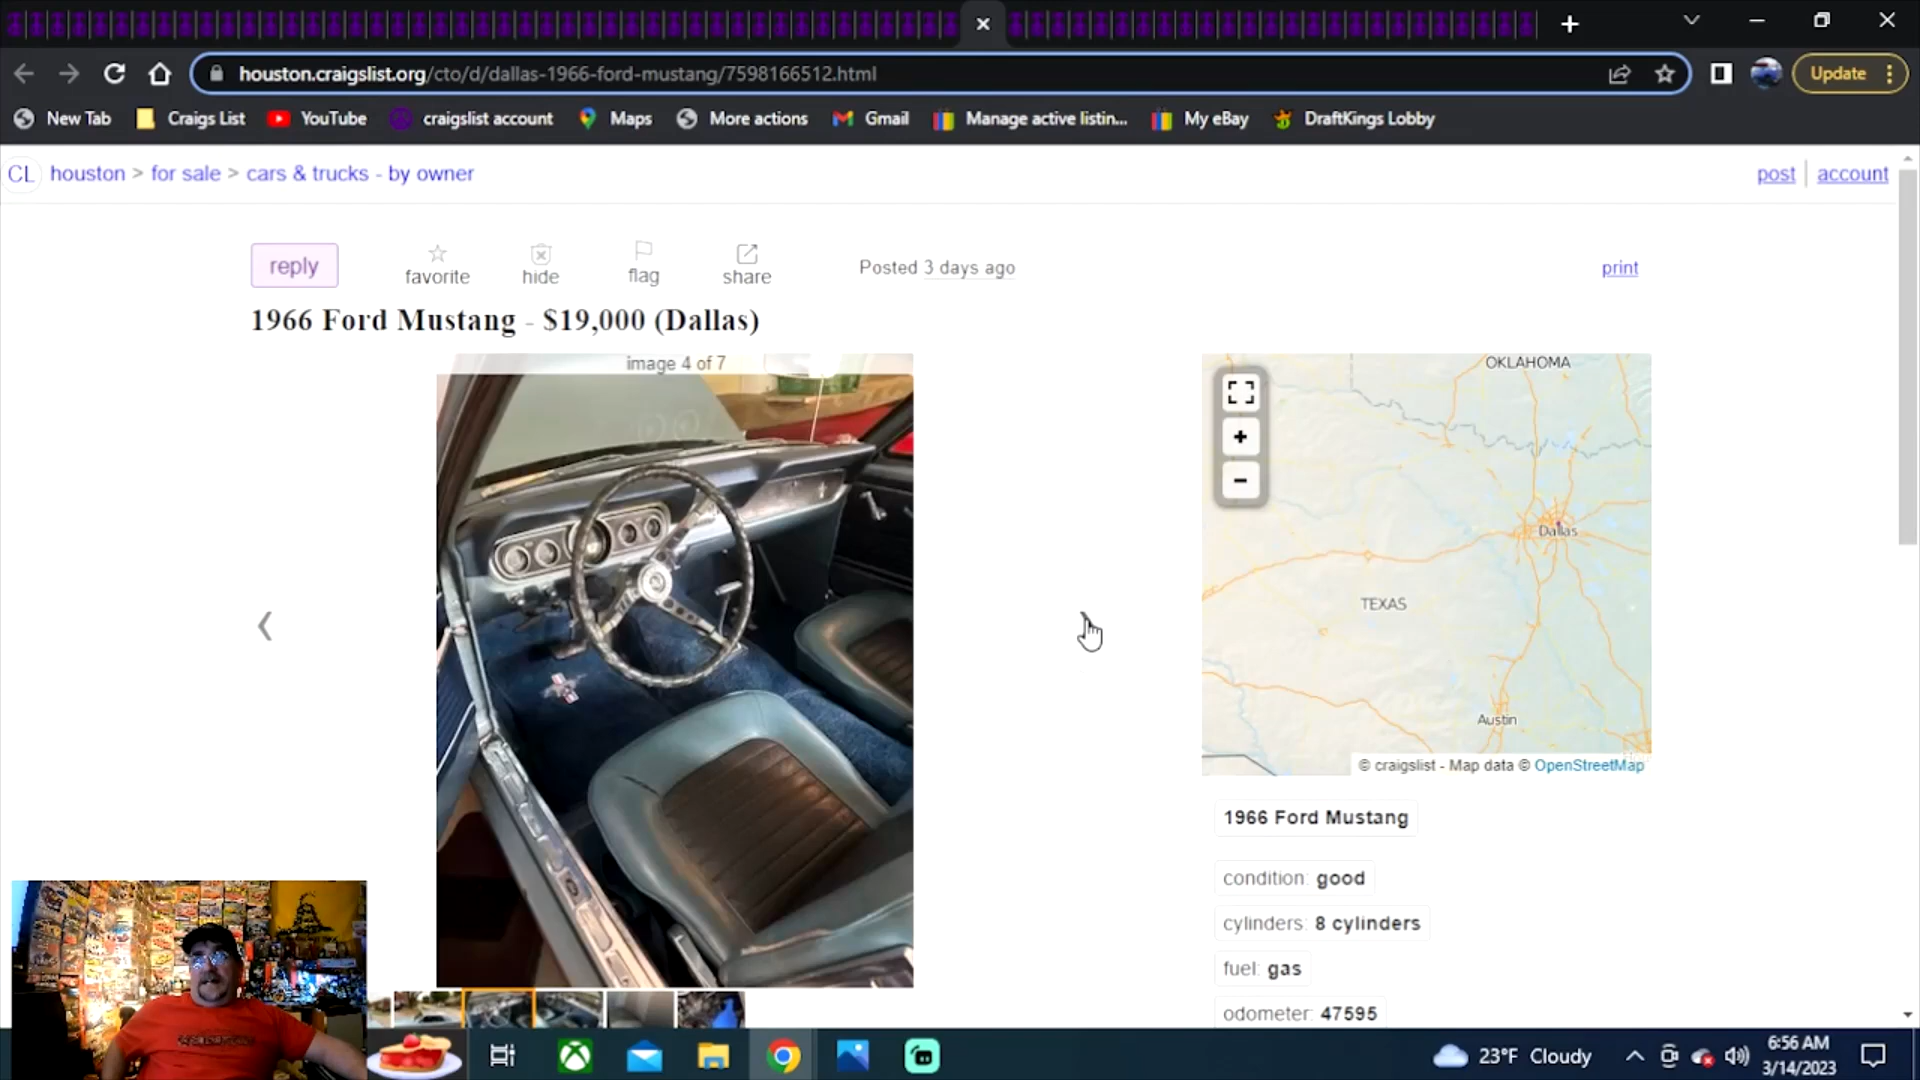 houston.craigslist.org/cto/d/dallas-1966-ford-mustang/7598166512.html
Update
New Tab
Craigs List
YouTube
craigslist account
Maps
More actions
Gmail
Manage active listin...
My eBay
DraftKings Lobby
CL houston > for sale > cars & trucks - by owner
post
account
reply
favorite
hide
flag
share
Posted 3 days ago
print
1966 Ford Mustang - $19,000 (Dallas)
image 4 of 7
OKLAHOMA
+
-
Dallas
TEXAS
Austin
© craigslist - Map data © OpenStreetMap
1966 Ford Mustang
condition: good
cylinders: 8 cylinders
fuel: gas
odometer: 47595
23°F Cloudy
6:56 AM
3/14/2023